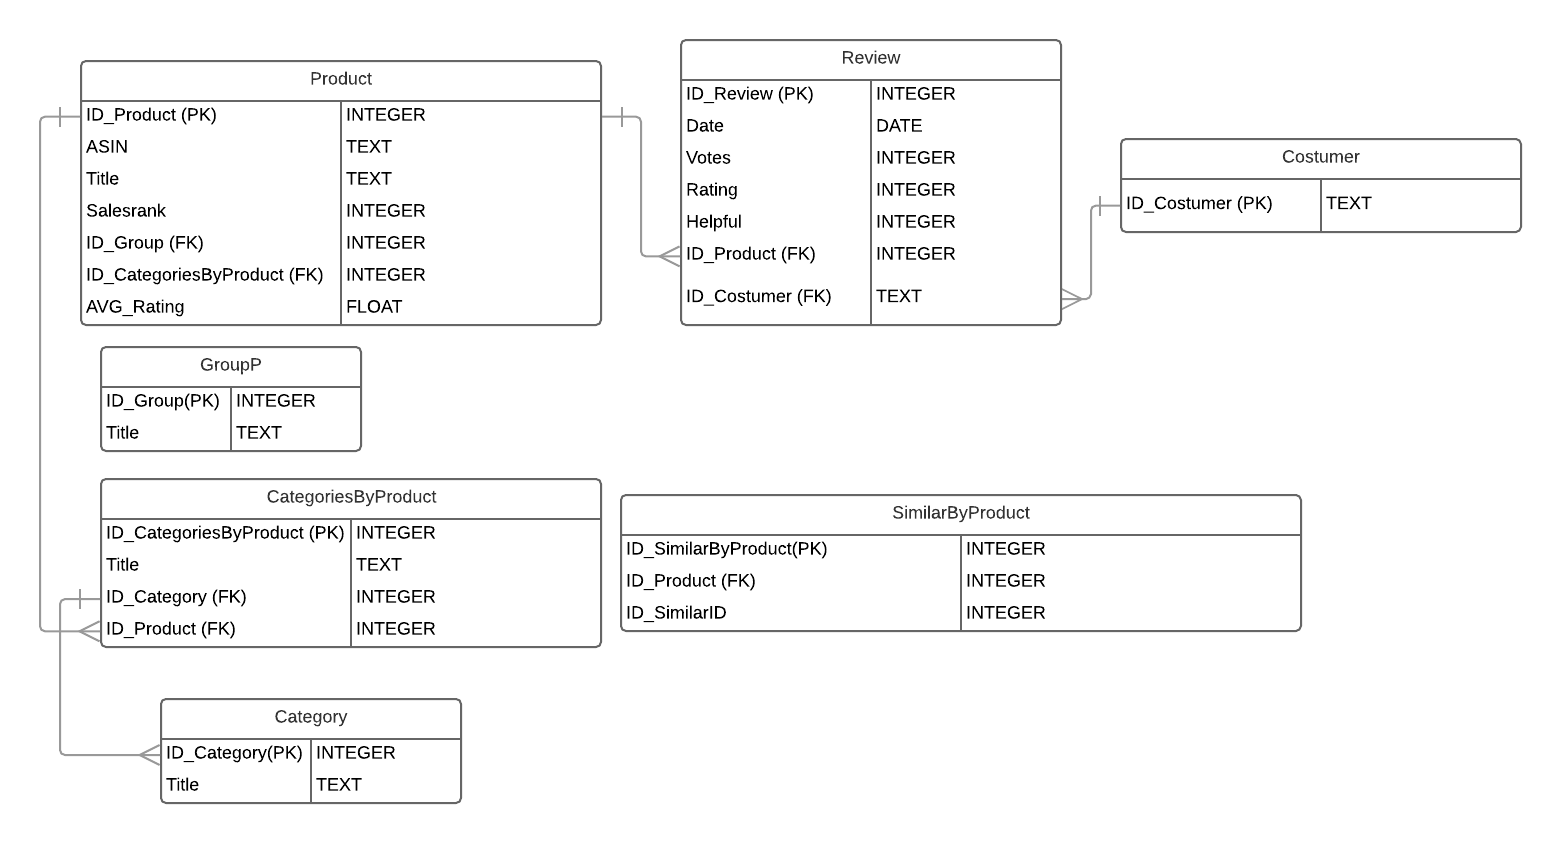 Product
ID_Product (PK) INTEGER
ASIN TEXT
Title TEXT
Salesrank INTEGER
ID_Group (FK) INTEGER
ID_CategoriesByProduct (FK) INTEGER
AVG_Rating FLOAT
Review
ID_Review (PK) INTEGER
Date DATE
Votes INTEGER
Rating INTEGER
Helpful INTEGER
ID_Product (FK) INTEGER
ID_Costumer (FK) TEXT
Costumer
ID_Costumer (PK) TEXT
GroupP
ID_Group(PK) INTEGER
Title TEXT
CategoriesByProduct
ID_CategoriesByProduct (PK) INTEGER
Title TEXT
ID_Category (FK) INTEGER
ID_Product (FK) INTEGER
SimilarByProduct
ID_SimilarByProduct(PK) INTEGER
ID_Product (FK) INTEGER
ID_SimilarID INTEGER
Category
ID_Category(PK) INTEGER
Title TEXT